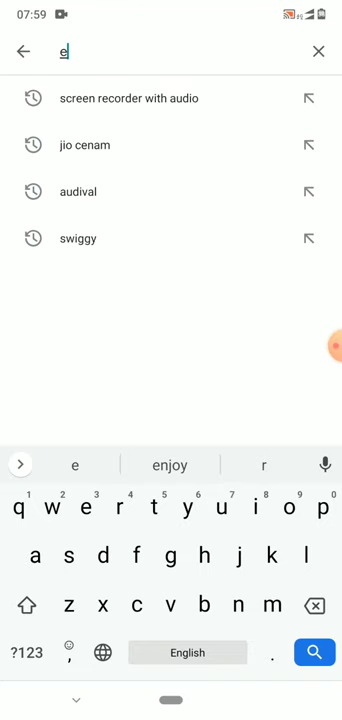 07:59
e
screen recorder with audio
jio cenam
audival
swiggy
e enjoy r
1 2 3 4 5 6 7 8 9 0
q w e r t y u i o p
a s d f g h j k l
z x c v b n m
?123 , English .